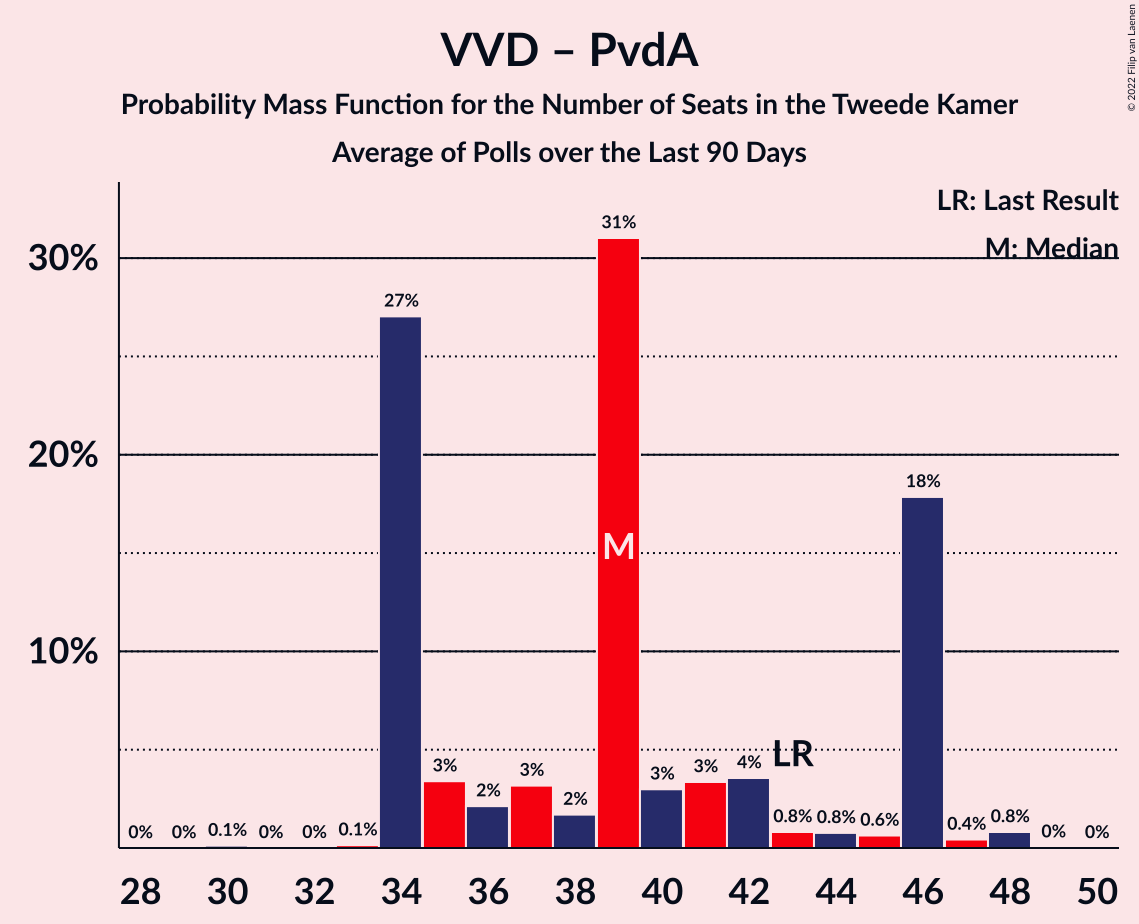 VVD – PvdA
Probability Mass Function for the Number of Seats in the Tweede Kamer
Average of Polls over the Last 90 Days
© 2022 Filip van Laenen
LR: Last Result
M: Median
30%
20%
10%
0%
0%
0.1%
0%
0%
0.1%
27%
3%
2%
3%
2%
31%
3%
3%
4%
0.8%
0.8%
0.6%
18%
0.4%
0.8%
0%
0%
M
LR
28 30 32 34 36 38 40 42 44 46 48 50